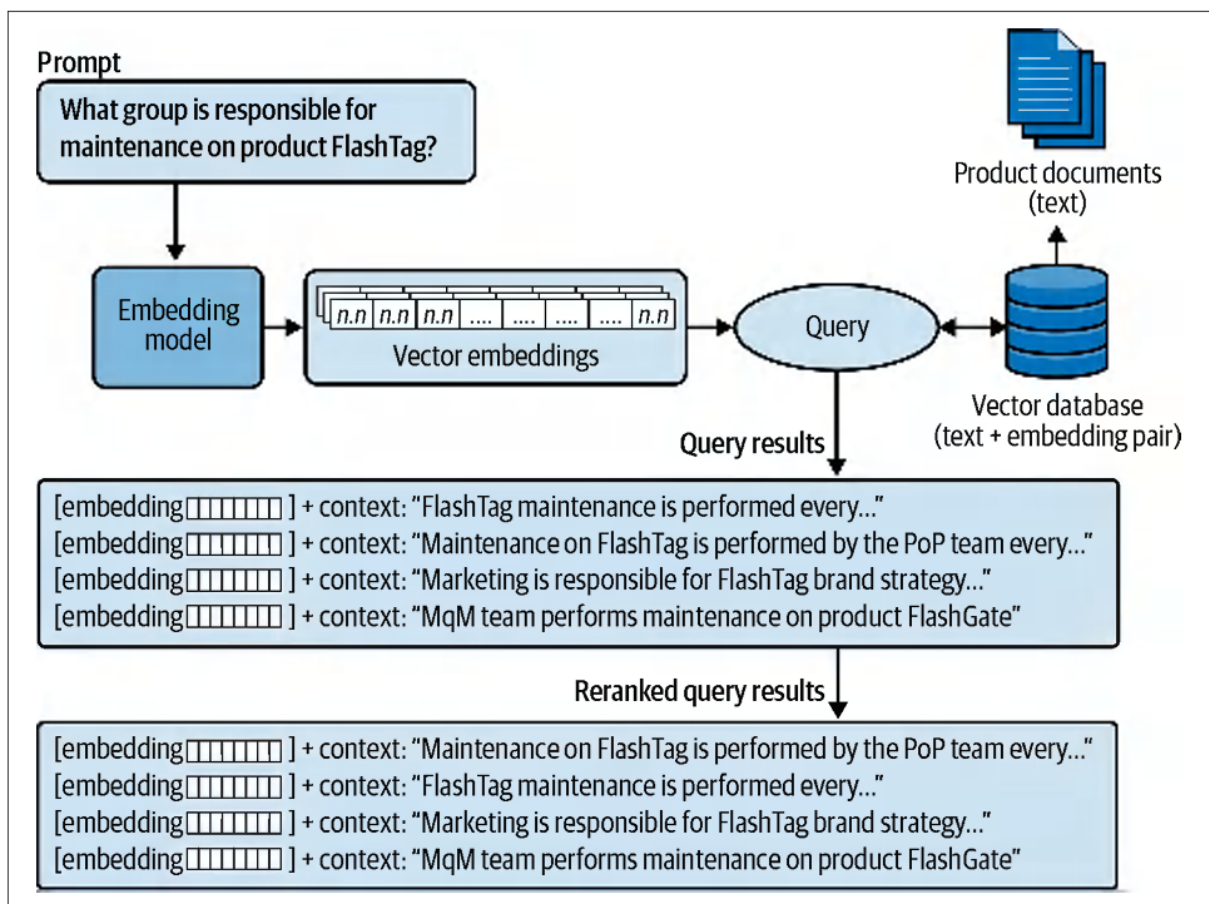 Prompt
What group is responsible for
maintenance on product FlashTag?
Product documents
(text)
Embedding
model
n.n n.n n.n .... .... .... .... n.n
Vector embeddings
Query
Vector database
(text + embedding pair)
Query results
[embedding ] + context: “FlashTag maintenance is performed every...“
[embedding ] + context: “Maintenance on FlashTag is performed by the PoP team every...“
[embedding ] + context: “Marketing is responsible for FlashTag brand strategy...“
[embedding ] + context: “MqM team performs maintenance on product FlashGate“
Reranked query results
[embedding ] + context: “Maintenance on FlashTag is performed by the PoP team every...“
[embedding ] + context: “FlashTag maintenance is performed every...“
[embedding ] + context: “Marketing is responsible for FlashTag brand strategy...“
[embedding ] + context: “MqM team performs maintenance on product FlashGate“